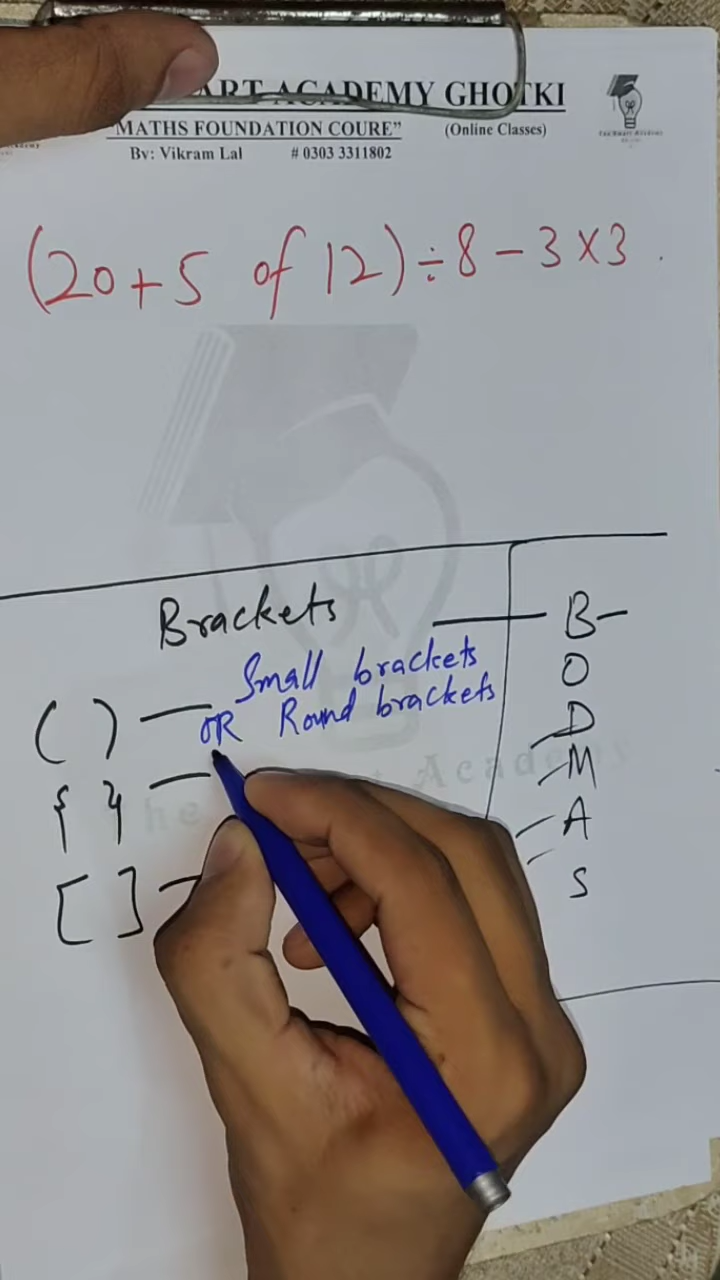 ART ACADEMY GHOTKI
"MATHS FOUNDATION COURE" (Online Classes)
By: Vikram Lal # 0303 3311802
(20+5 of 12)÷8-3×3
Brackets — B-
O
( ) — Small brackets
OR Round brackets
D
{ } —
M
A
[ ] —
S
Academy